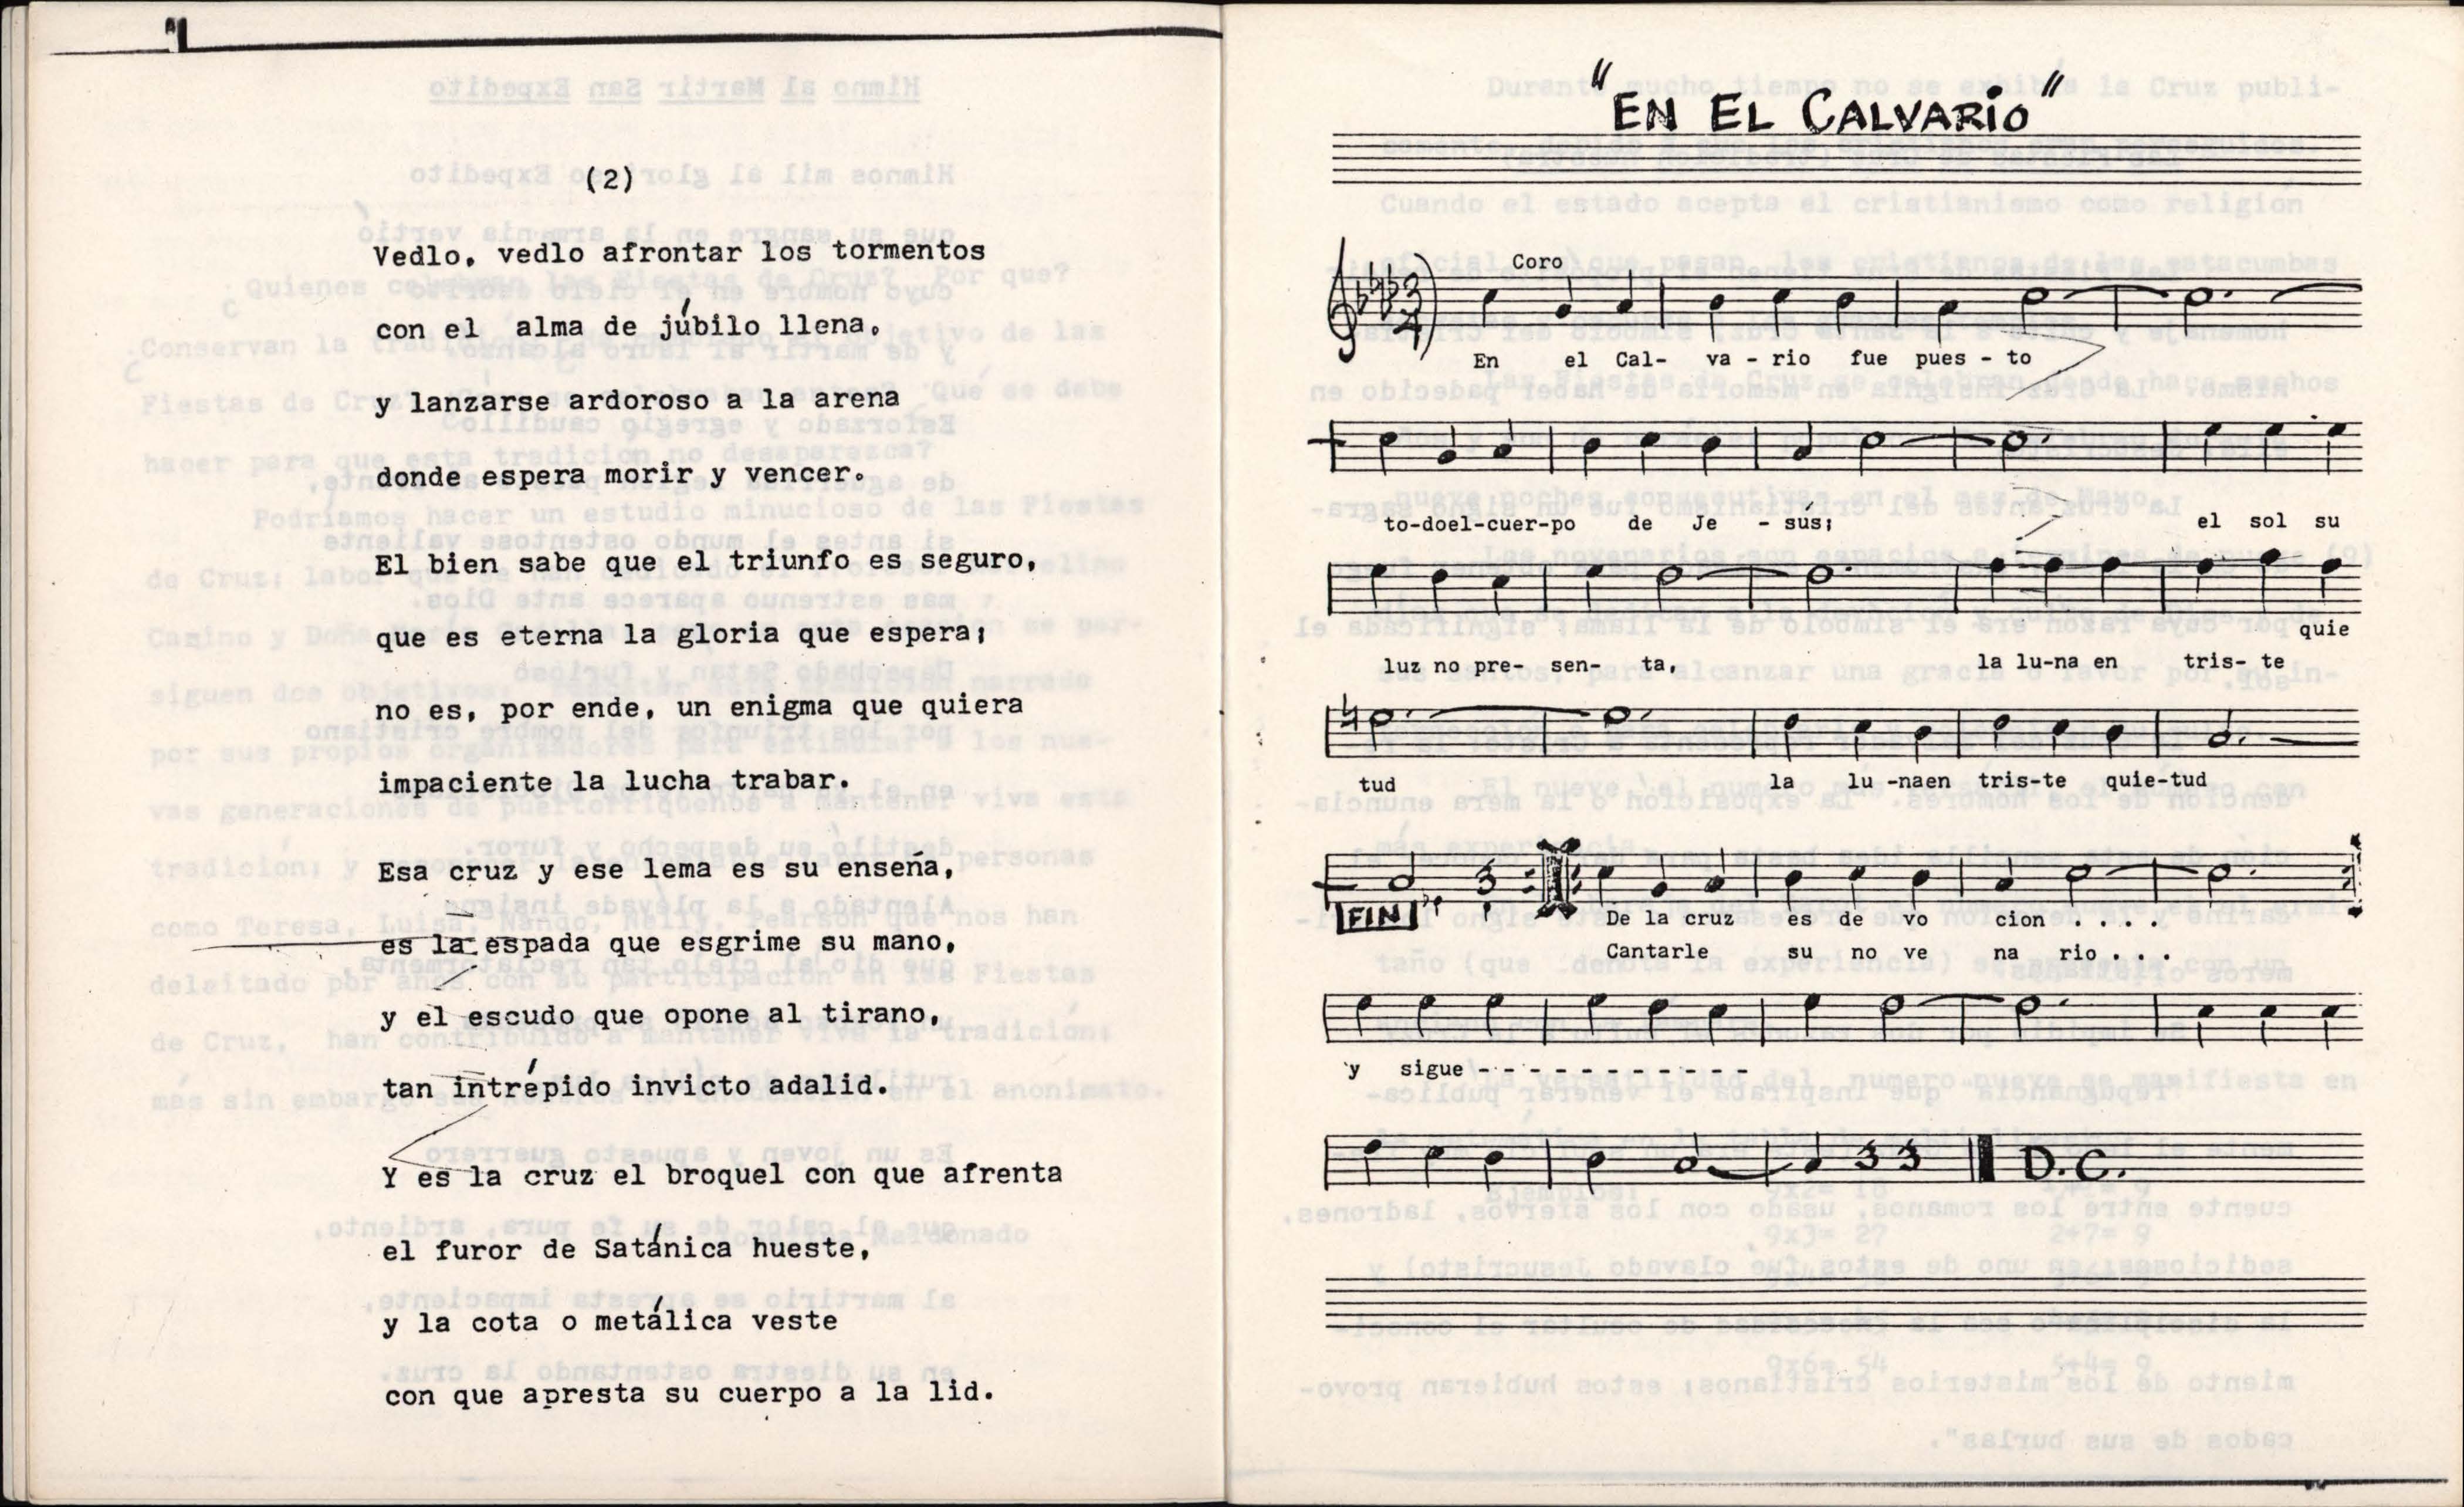 (2)
Vedlo, vedlo afrontar los tormentos
con el alma de júbilo llena,
y lanzarse ardoroso a la arena
donde espera morir y vencer.
El bien sabe que el triunfo es seguro,
que es eterna la gloria que espera;
no es, por ende, un enigma que quiera
impaciente la lucha trabar.
Esa cruz y ese lema es su enseña,
es la espada que esgrime su mano,
y el escudo que opone al tirano,
tan intrépido invicto adalid.
Y es la cruz el broquel con que afrenta
el furor de Satánica hueste,
y la cota o metálica veste
con que apresta su cuerpo a la lid.
"EN EL CALVARIO"
Coro
3/4
En el Cal- va - rio fue pues - to
to-doel-cuer-po de Je - sús; el sol su
quie
luz no pre- sen- ta, la lu-na en tris- te
tud la lu -naen tris-te quie-tud
FIN De la cruz es de vo cion . . . .
Cantarle su no ve na rio . . .
y sigue - - - - - - - - - - -
D.C.